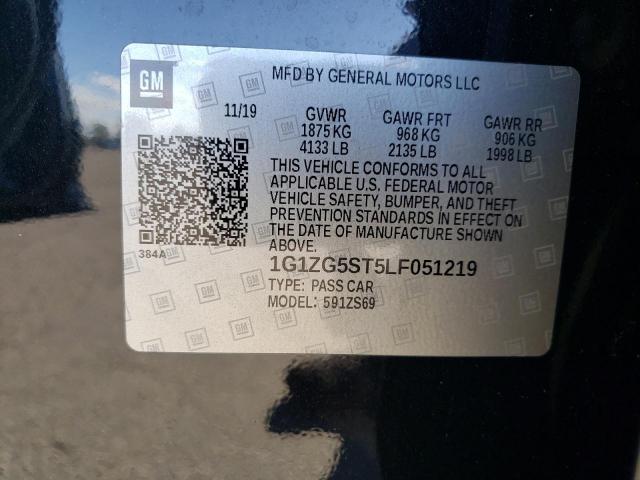 GM
MFD BY GENERAL MOTORS LLC
11/19 GVWR GAWR FRT GAWR RR
1875 KG 968 KG 906 KG
4133 LB 2135 LB 1998 LB
THIS VEHICLE CONFORMS TO ALL
APPLICABLE U.S. FEDERAL MOTOR
VEHICLE SAFETY, BUMPER, AND THEFT
PREVENTION STANDARDS IN EFFECT ON
THE DATE OF MANUFACTURE SHOWN
ABOVE.
384A
1G1ZG5ST5LF051219
TYPE: PASS CAR
MODEL: 591ZS69